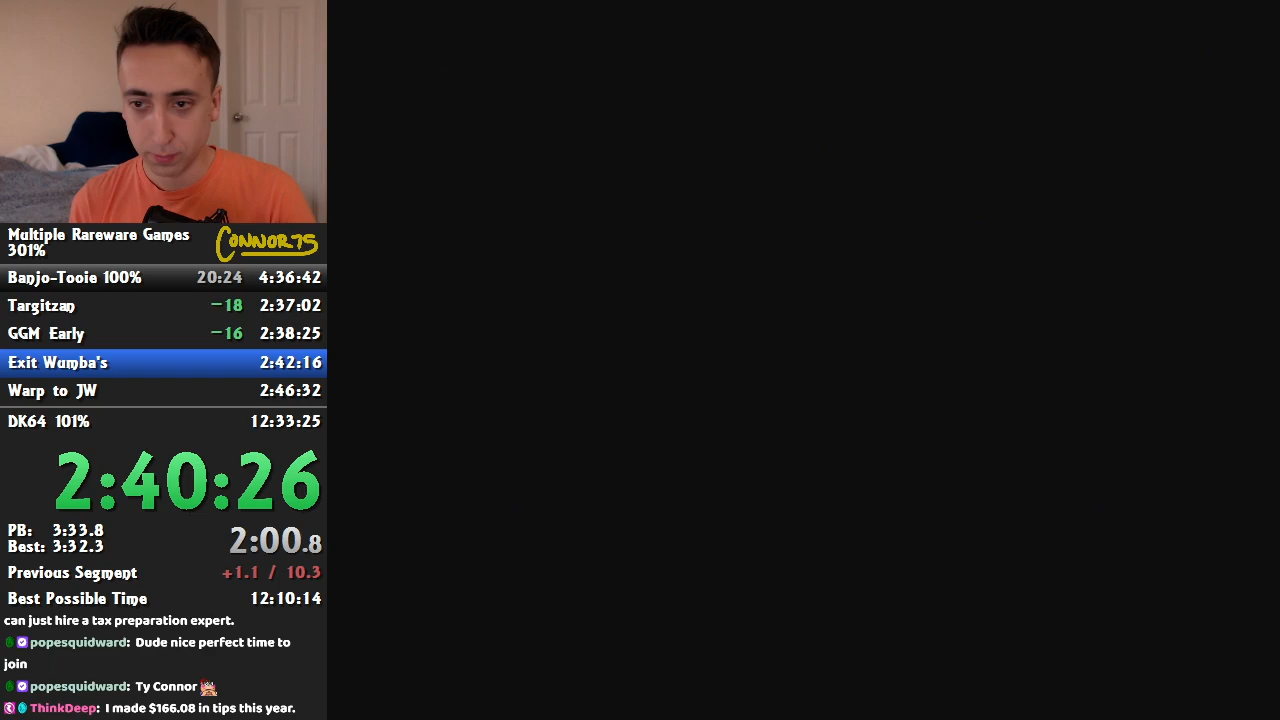 Multiple Rareware Games
301%
CONNOR75
Banjo-Tooie 100% 20:24 4:36:42
Targitzan -18 2:37:02
GGM Early -16 2:38:25
Exit Wumba's 2:42:16
Warp to JW 2:46:32
DK64 101% 12:33:25
2:40:26
PB: 3:33.8
Best: 3:32.3
2:00.8
Previous Segment +1.1 / 10.3
Best Possible Time 12:10:14
can just hire a tax preparation expert.
popesquidward: Dude nice perfect time to
join
popesquidward: Ty Connor
ThinkDeep: I made $166.08 in tips this year.